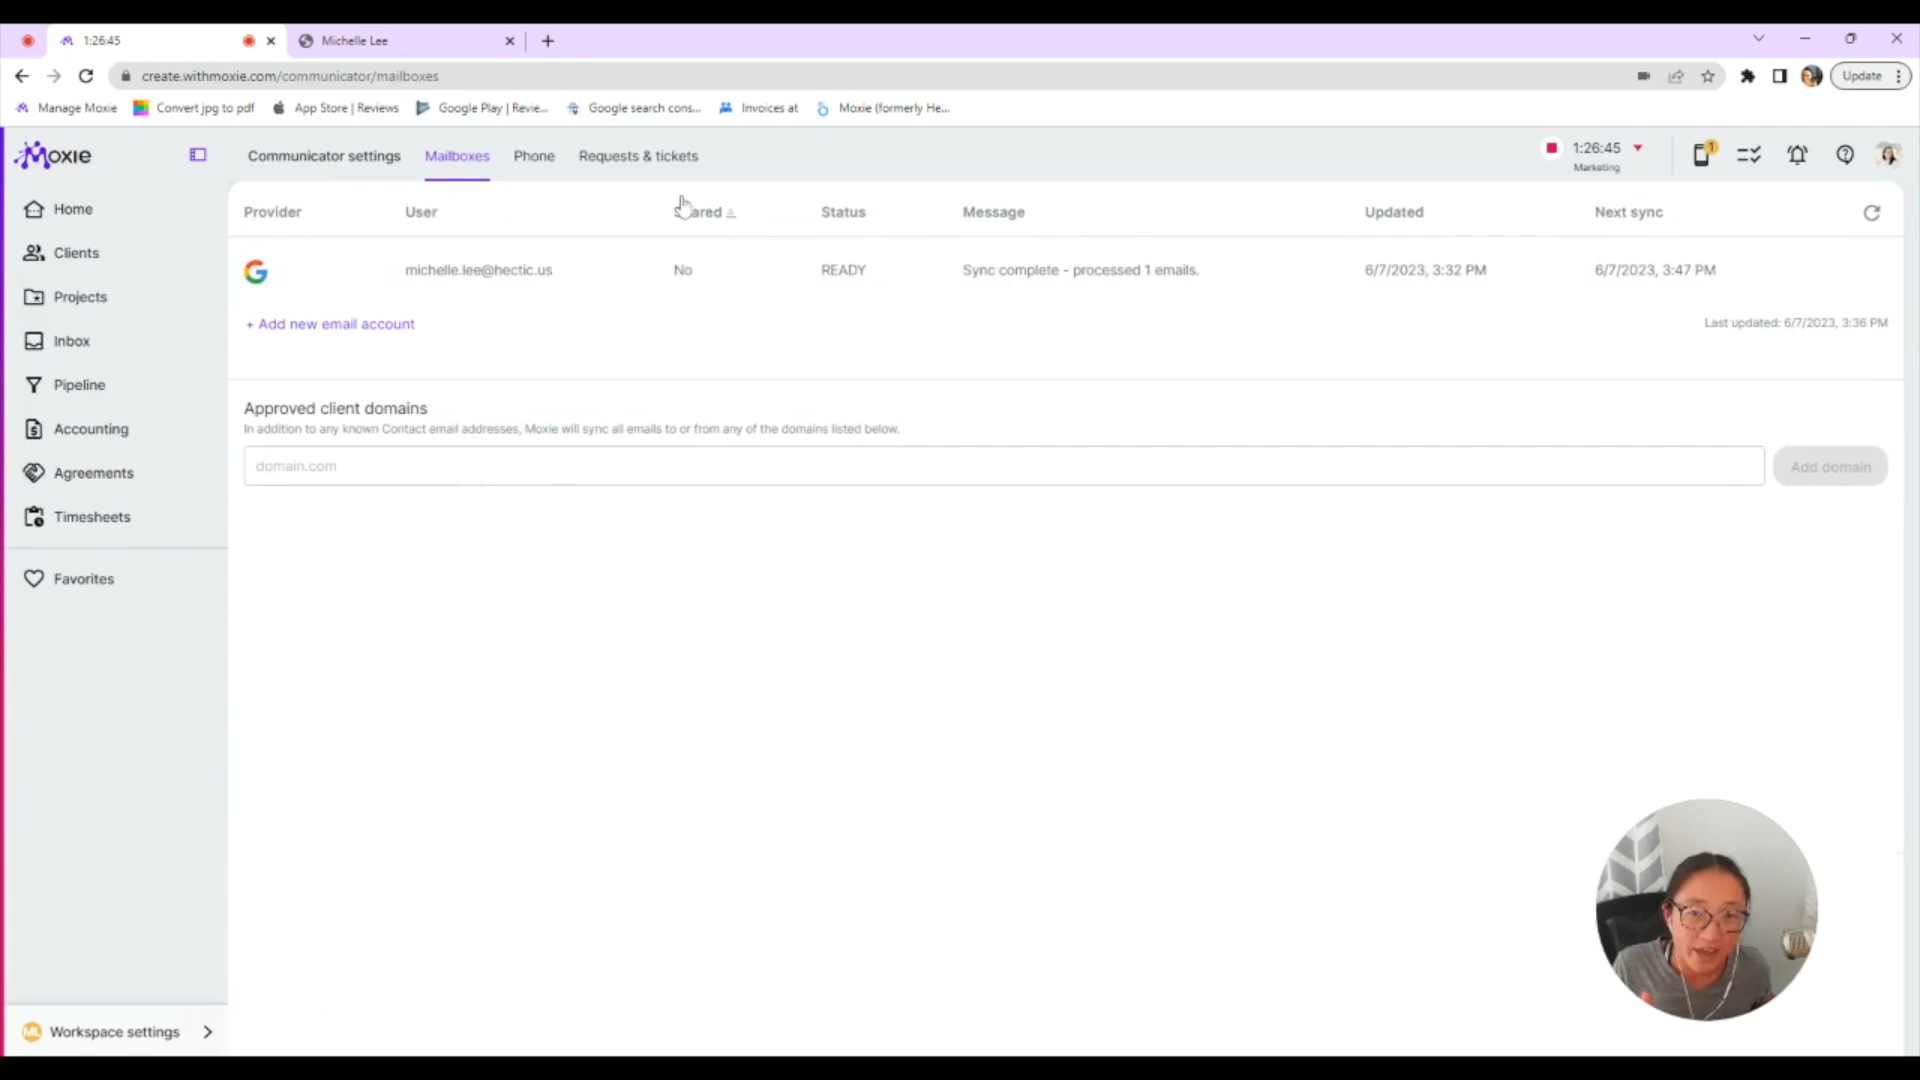 1:26:45
Michelle Lee
create.withmoxie.com/communicator/mailboxes
Update
Manage Moxie
Convert jpg to pdf
App Store | Reviews
Google Play | Revie...
Google search cons...
Invoices at
Moxie (formerly He...
Moxie
Communicator settings
Mailboxes
Phone
Requests & tickets
1:26:45
Marketing
1
Home
Clients
Projects
Inbox
Pipeline
Accounting
Agreements
Timesheets
Favorites
ML Workspace settings
Provider User Shared Status Message Updated Next sync
michelle.lee@hectic.us No READY Sync complete - processed 1 emails. 6/7/2023, 3:32 PM 6/7/2023, 3:47 PM
+ Add new email account
Last updated: 6/7/2023, 3:36 PM
Approved client domains
In addition to any known Contact email addresses, Moxie will sync all emails to or from any of the domains listed below.
domain.com
Add domain